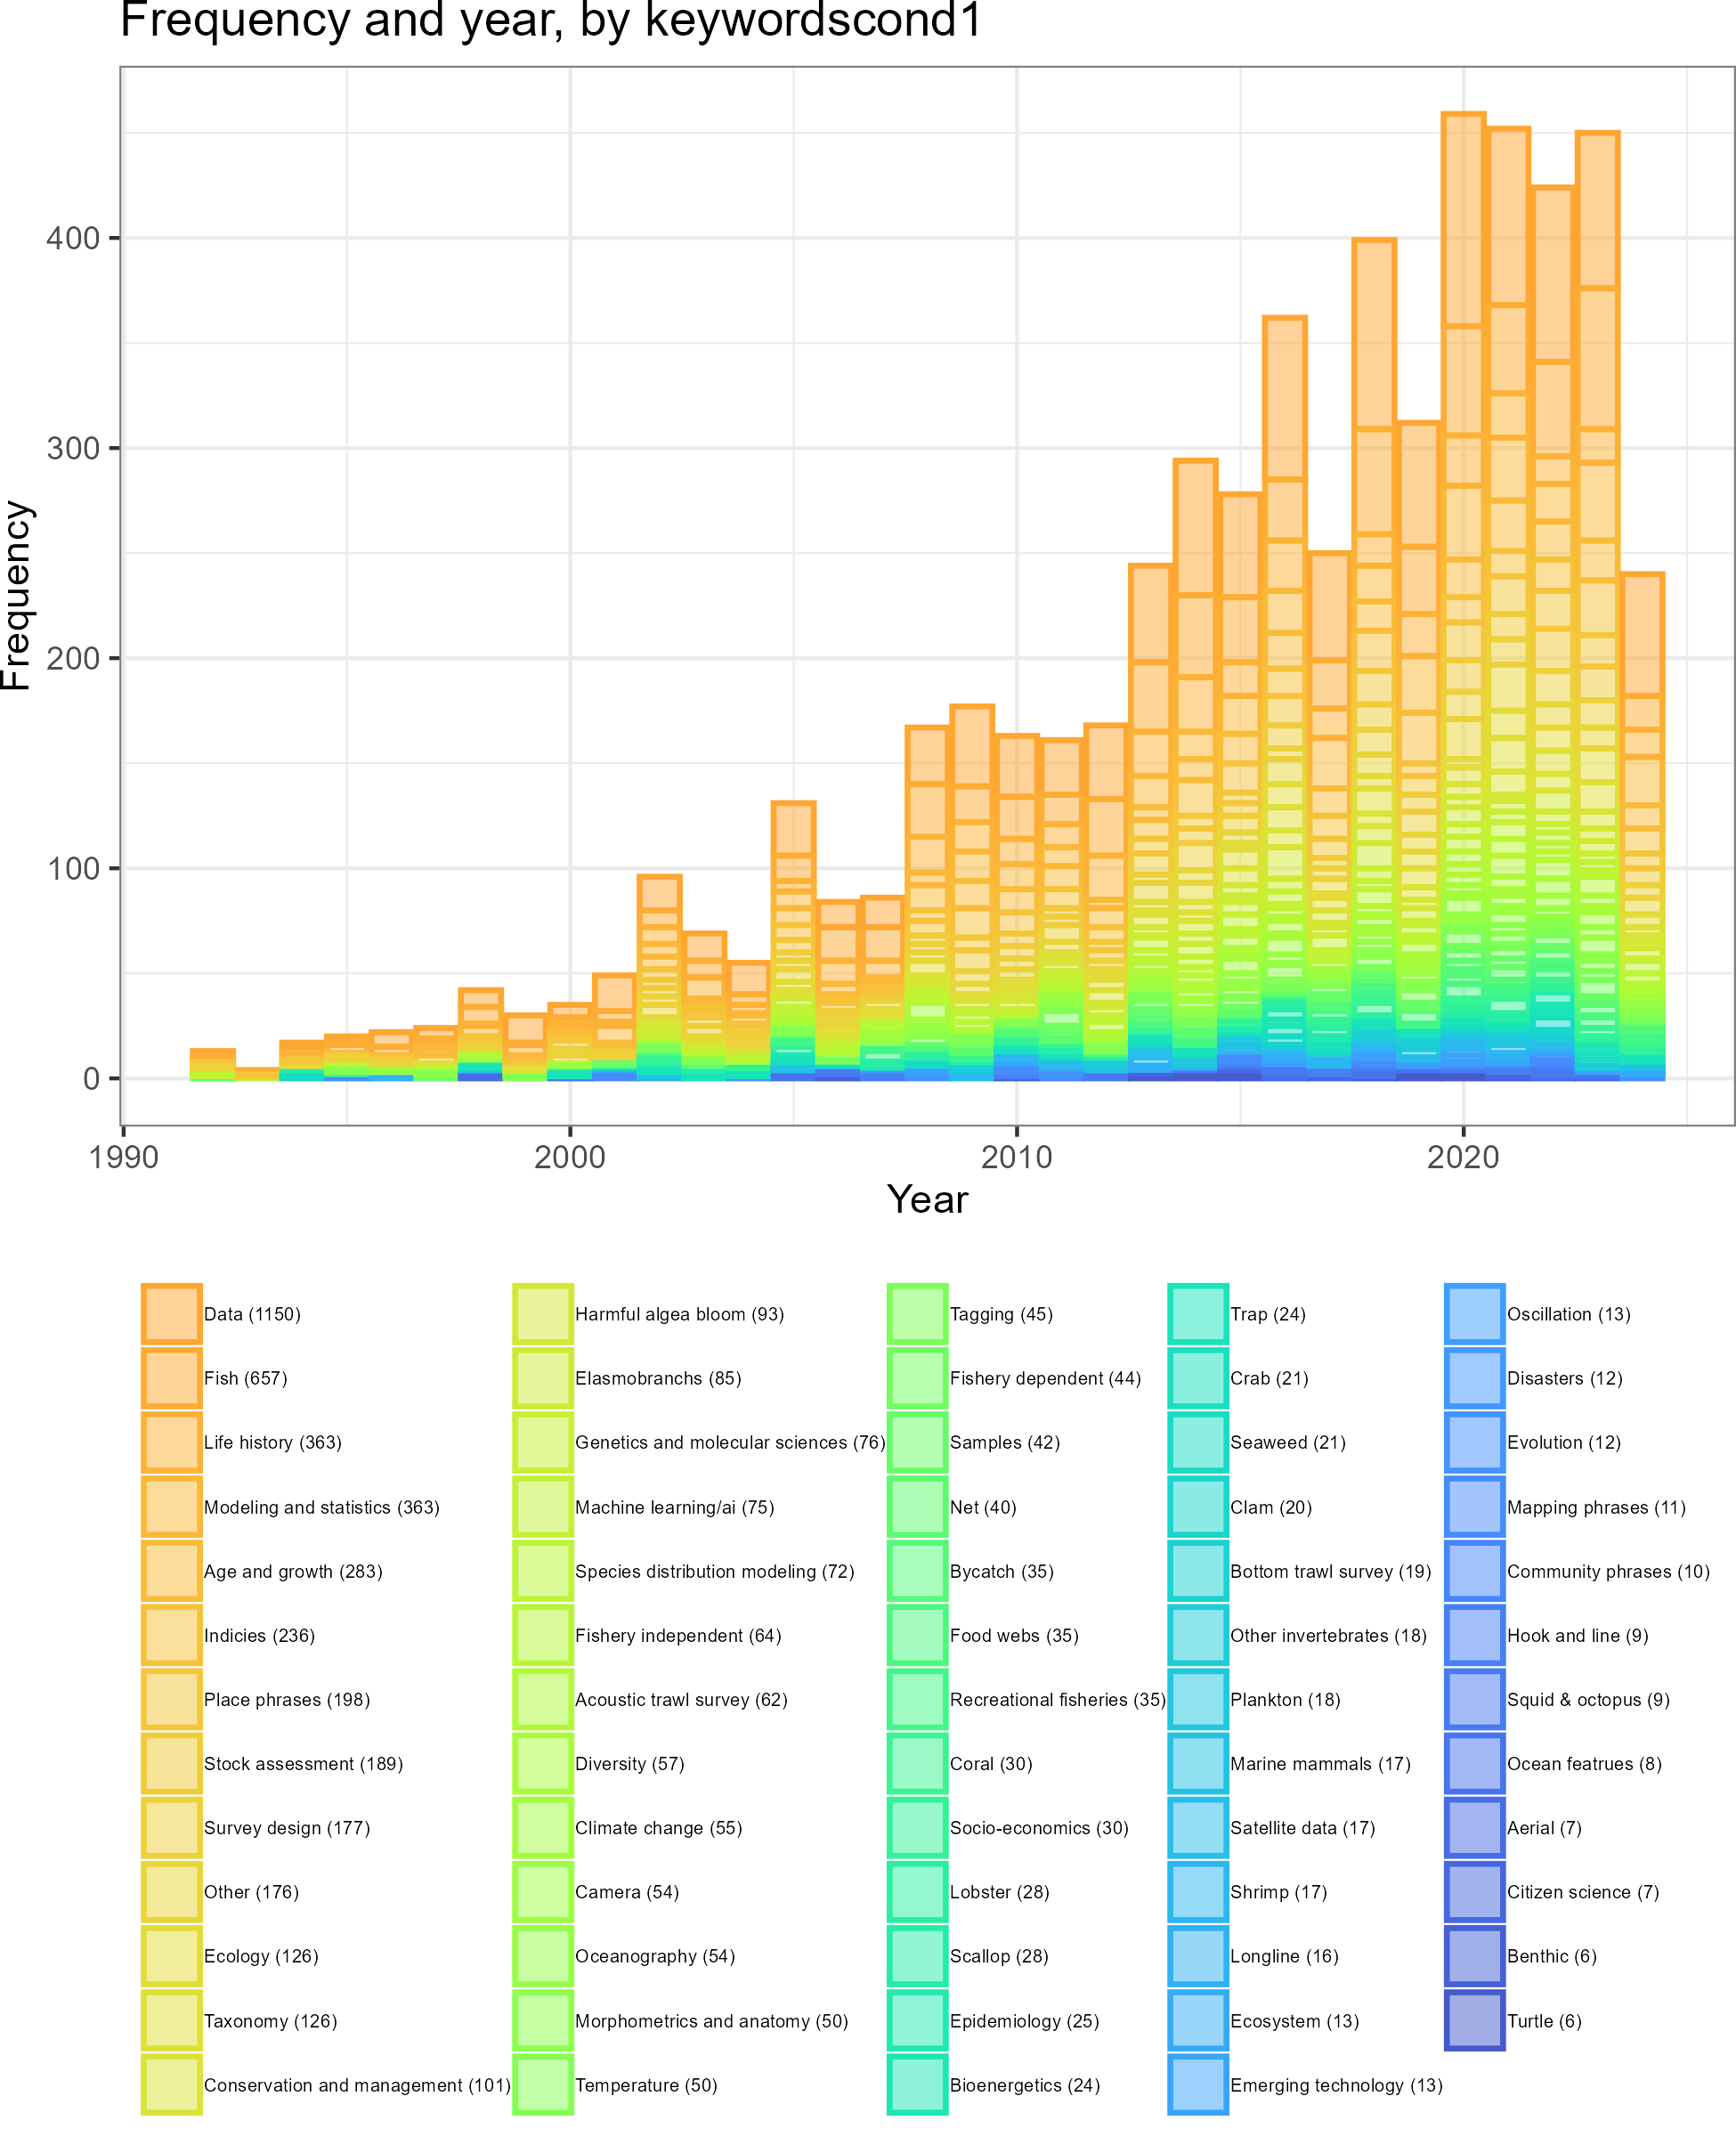 Frequency and year, by keywordscond1
Frequency
400
300
200
100
0
1990
2000
2010
2020
Year
Data (1150)
Fish (657)
Life history (363)
Modeling and statistics (363)
Age and growth (283)
Indicies (236)
Place phrases (198)
Stock assessment (189)
Survey design (177)
Other (176)
Ecology (126)
Taxonomy (126)
Conservation and management (101)
Harmful algea bloom (93)
Elasmobranchs (85)
Genetics and molecular sciences (76)
Machine learning/ai (75)
Species distribution modeling (72)
Fishery independent (64)
Acoustic trawl survey (62)
Diversity (57)
Climate change (55)
Camera (54)
Oceanography (54)
Morphometrics and anatomy (50)
Temperature (50)
Tagging (45)
Fishery dependent (44)
Samples (42)
Net (40)
Bycatch (35)
Food webs (35)
Recreational fisheries (35)
Coral (30)
Socio-economics (30)
Lobster (28)
Scallop (28)
Epidemiology (25)
Bioenergetics (24)
Trap (24)
Crab (21)
Seaweed (21)
Clam (20)
Bottom trawl survey (19)
Other invertebrates (18)
Plankton (18)
Marine mammals (17)
Satellite data (17)
Shrimp (17)
Longline (16)
Ecosystem (13)
Emerging technology (13)
Oscillation (13)
Disasters (12)
Evolution (12)
Mapping phrases (11)
Community phrases (10)
Hook and line (9)
Squid & octopus (9)
Ocean featrues (8)
Aerial (7)
Citizen science (7)
Benthic (6)
Turtle (6)